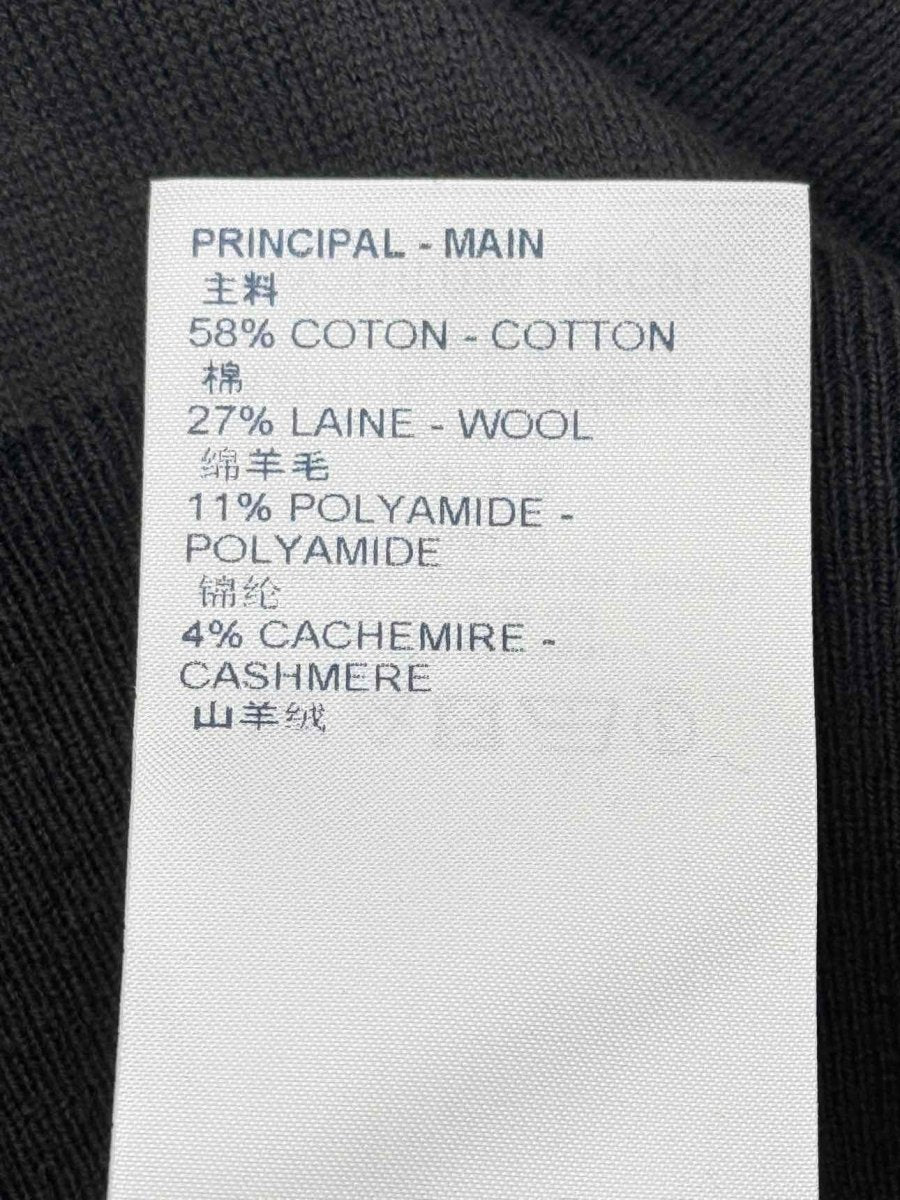 PRINCIPAL - MAIN
主料
58% COTON - COTTON
棉
27% LAINE - WOOL
绵羊毛
11% POLYAMIDE -
POLYAMIDE
锦纶
4% CACHEMIRE -
CASHMERE
山羊绒